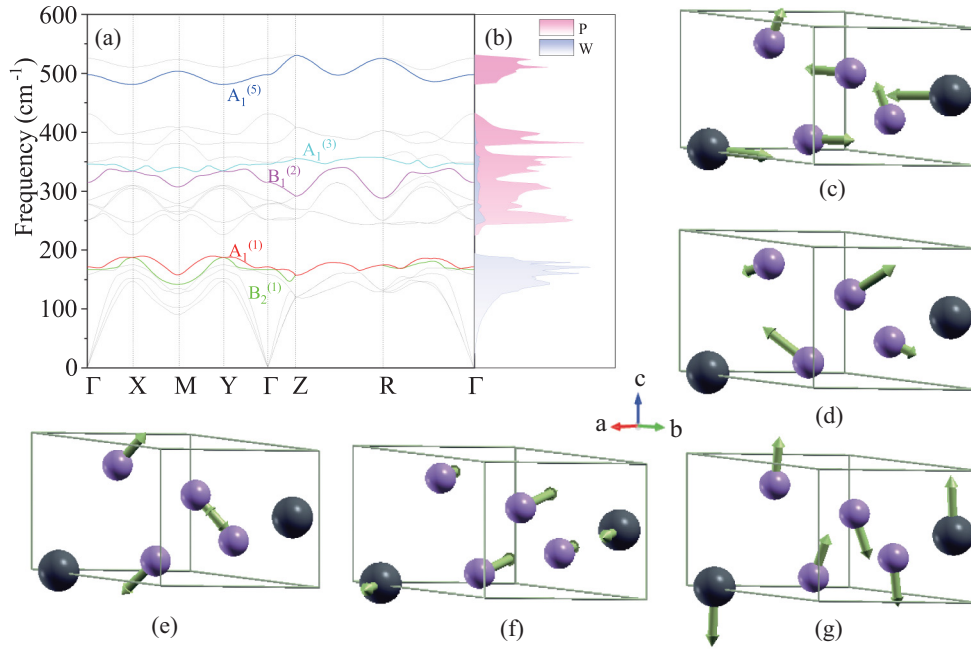 (a)
(b)
P
W
Frequency (cm⁻¹)
600
500
400
300
200
100
0
A₁⁽⁵⁾
A₁⁽³⁾
B₁⁽²⁾
A₁⁽¹⁾
B₂⁽¹⁾
Γ X M Y Γ Z R Γ
(c)
(d)
c
a b
(e)
(f)
(g)